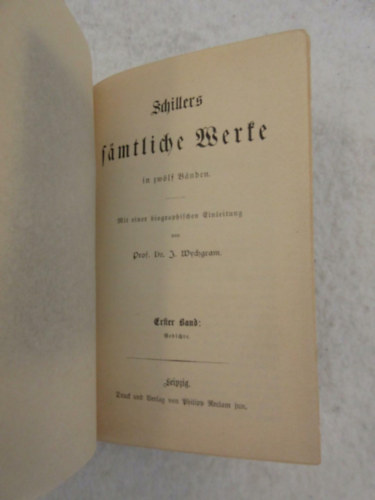 Schillers
sämtliche Werke
in zwölf Bänden.
Mit einer biographischen Einleitung
von
Prof. Dr. J. Wychgram.
Erster Band:
Gedichte.
Leipzig.
Druck und Verlag von Philipp Reclam jun.